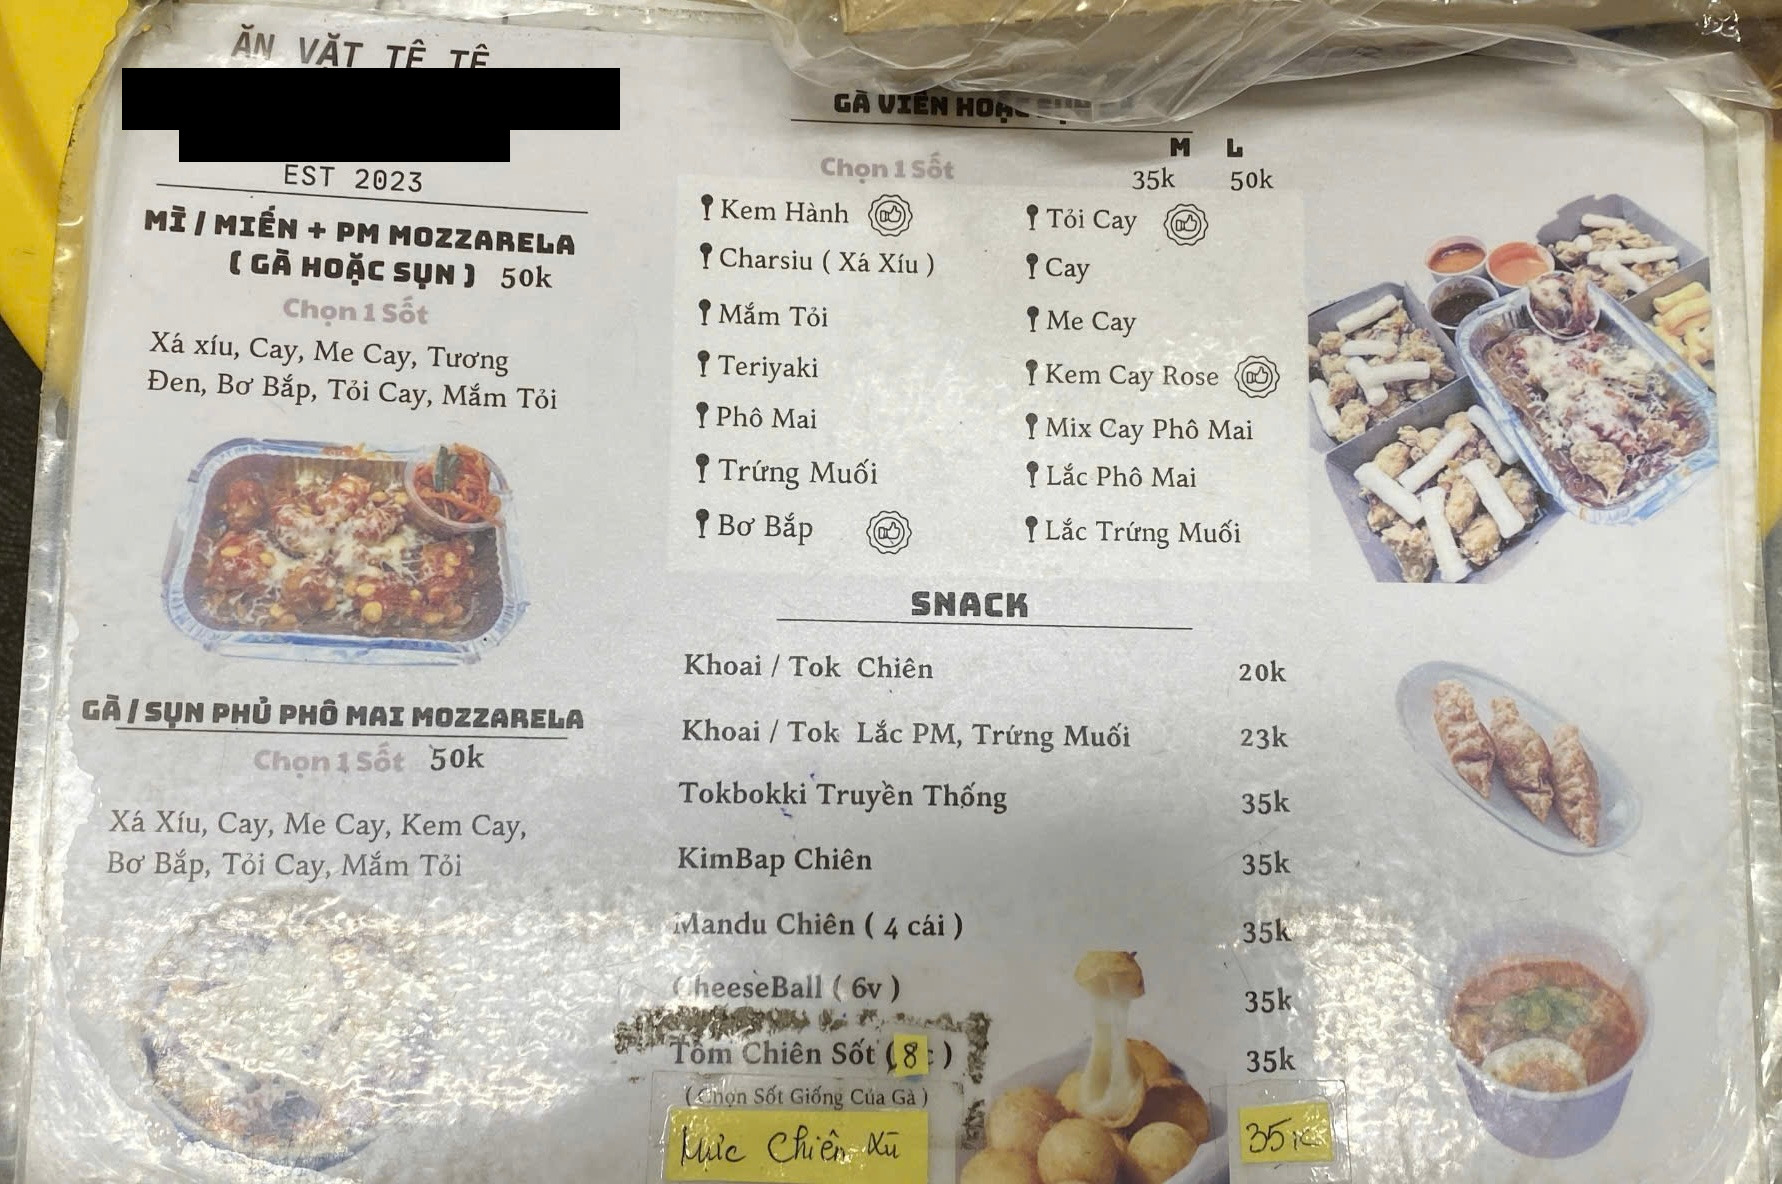 ĂN VẶT TÊ TÊ
EST 2023
MÌ / MIẾN + PM MOZZARELA
( GÀ HOẶC SỤN ) 50k
Chọn 1 Sốt
Xá xíu, Cay, Me Cay, Tương
Đen, Bơ Bắp, Tỏi Cay, Mắm Tỏi
GÀ / SỤN PHỦ PHÔ MAI MOZZARELA
Chọn 1 Sốt 50k
Xá Xíu, Cay, Me Cay, Kem Cay,
Bơ Bắp, Tỏi Cay, Mắm Tỏi
GÀ VIÊN HOẶC
M L
Chọn 1 Sốt 35k 50k
Kem Hành
Charsiu ( Xá Xíu )
Mắm Tỏi
Teriyaki
Phô Mai
Trứng Muối
Bơ Bắp
Tỏi Cay
Cay
Me Cay
Kem Cay Rose
Mix Cay Phô Mai
Lắc Phô Mai
Lắc Trứng Muối
SNACK
Khoai / Tok Chiên 20k
Khoai / Tok Lắc PM, Trứng Muối 23k
Tokbokki Truyền Thống 35k
KimBap Chiên 35k
Mandu Chiên ( 4 cái ) 35k
CheeseBall ( 6v ) 35k
Tôm Chiên Sốt ( 8c ) 35k
( Chọn Sốt Giống Của Gà )
Mực Chiên Xù 35k